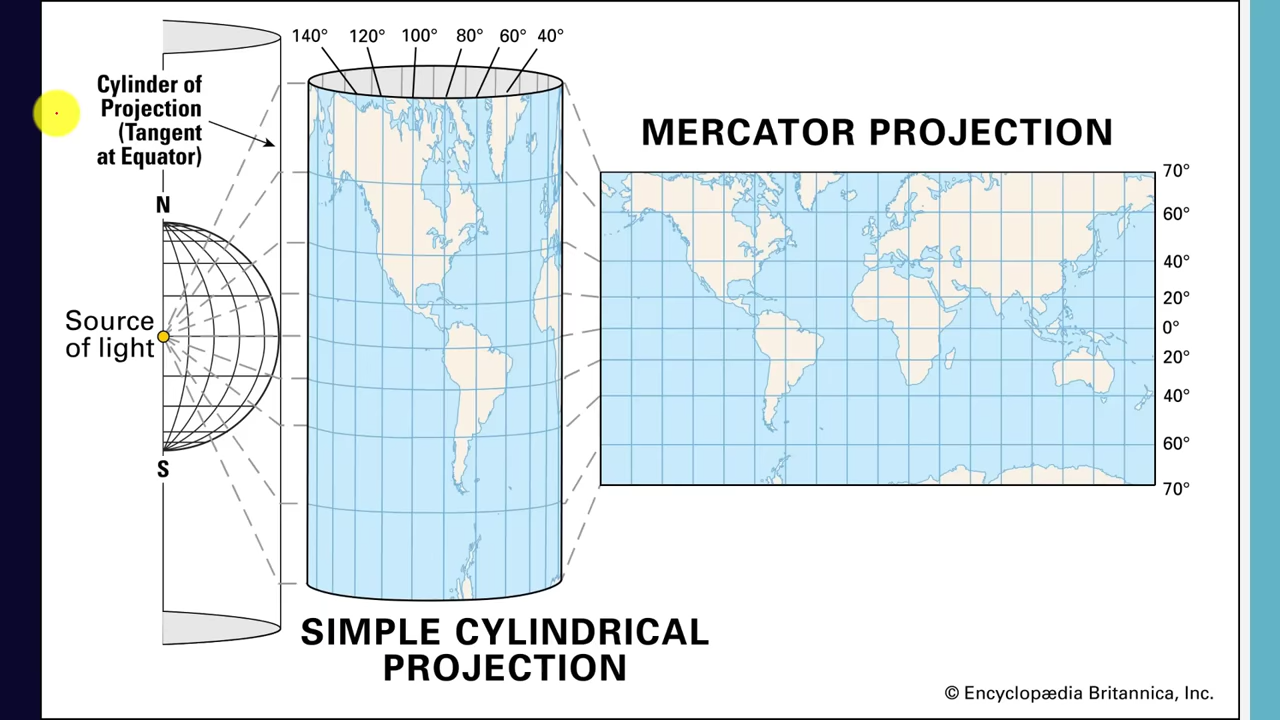 140° 120° 100° 80° 60° 40°
Cylinder of
Projection
(Tangent
at Equator)
N
Source
of light
S
SIMPLE CYLINDRICAL
PROJECTION
MERCATOR PROJECTION
70°
60°
40°
20°
0°
20°
40°
60°
70°
© Encyclopædia Britannica, Inc.